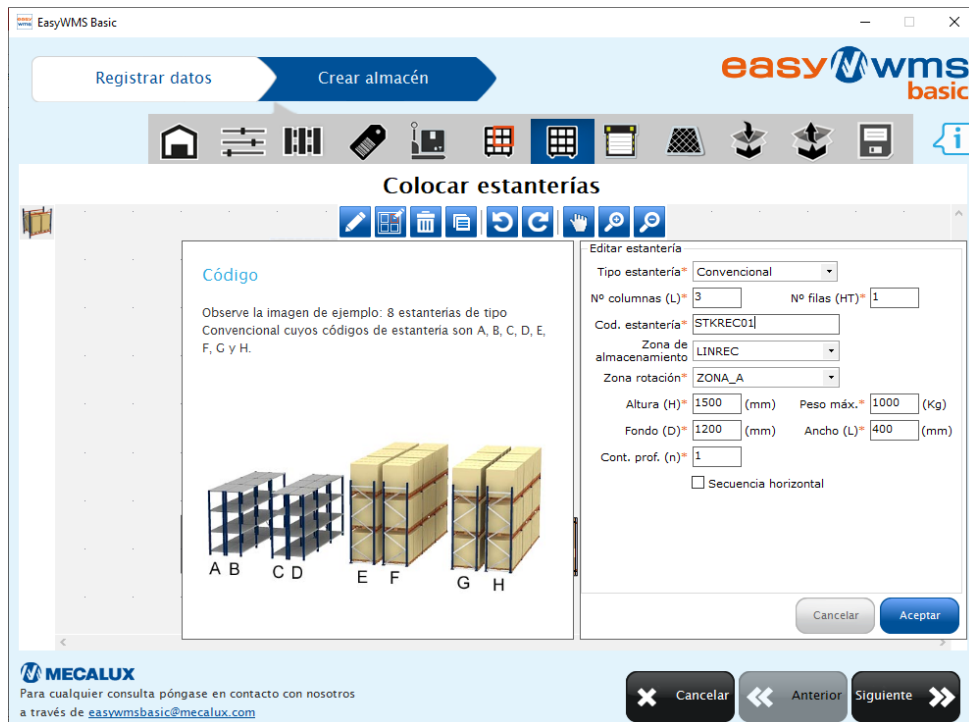 EasyWMS Basic
Registrar datos
Crear almacén
easy wms
basic
i
Colocar estanterías
Código
Observe la imagen de ejemplo: 8 estanterias de tipo
Convencional cuyos códigos de estanteria son A, B, C, D, E,
F, G y H.
A B C D E F G H
Editar estantería
Tipo estantería* Convencional
Nº columnas (L)* 3 Nº filas (HT)* 1
Cod. estantería* STKREC01
Zona de
almacenamiento LINREC
Zona rotación* ZONA_A
Altura (H)* 1500 (mm) Peso máx.* 1000 (Kg)
Fondo (D)* 1200 (mm) Ancho (L)* 400 (mm)
Cont. prof. (n)* 1
Secuencia horizontal
Cancelar Aceptar
MECALUX
Para cualquier consulta póngase en contacto con nosotros
a través de easywmsbasic@mecalux.com
Cancelar Anterior Siguiente